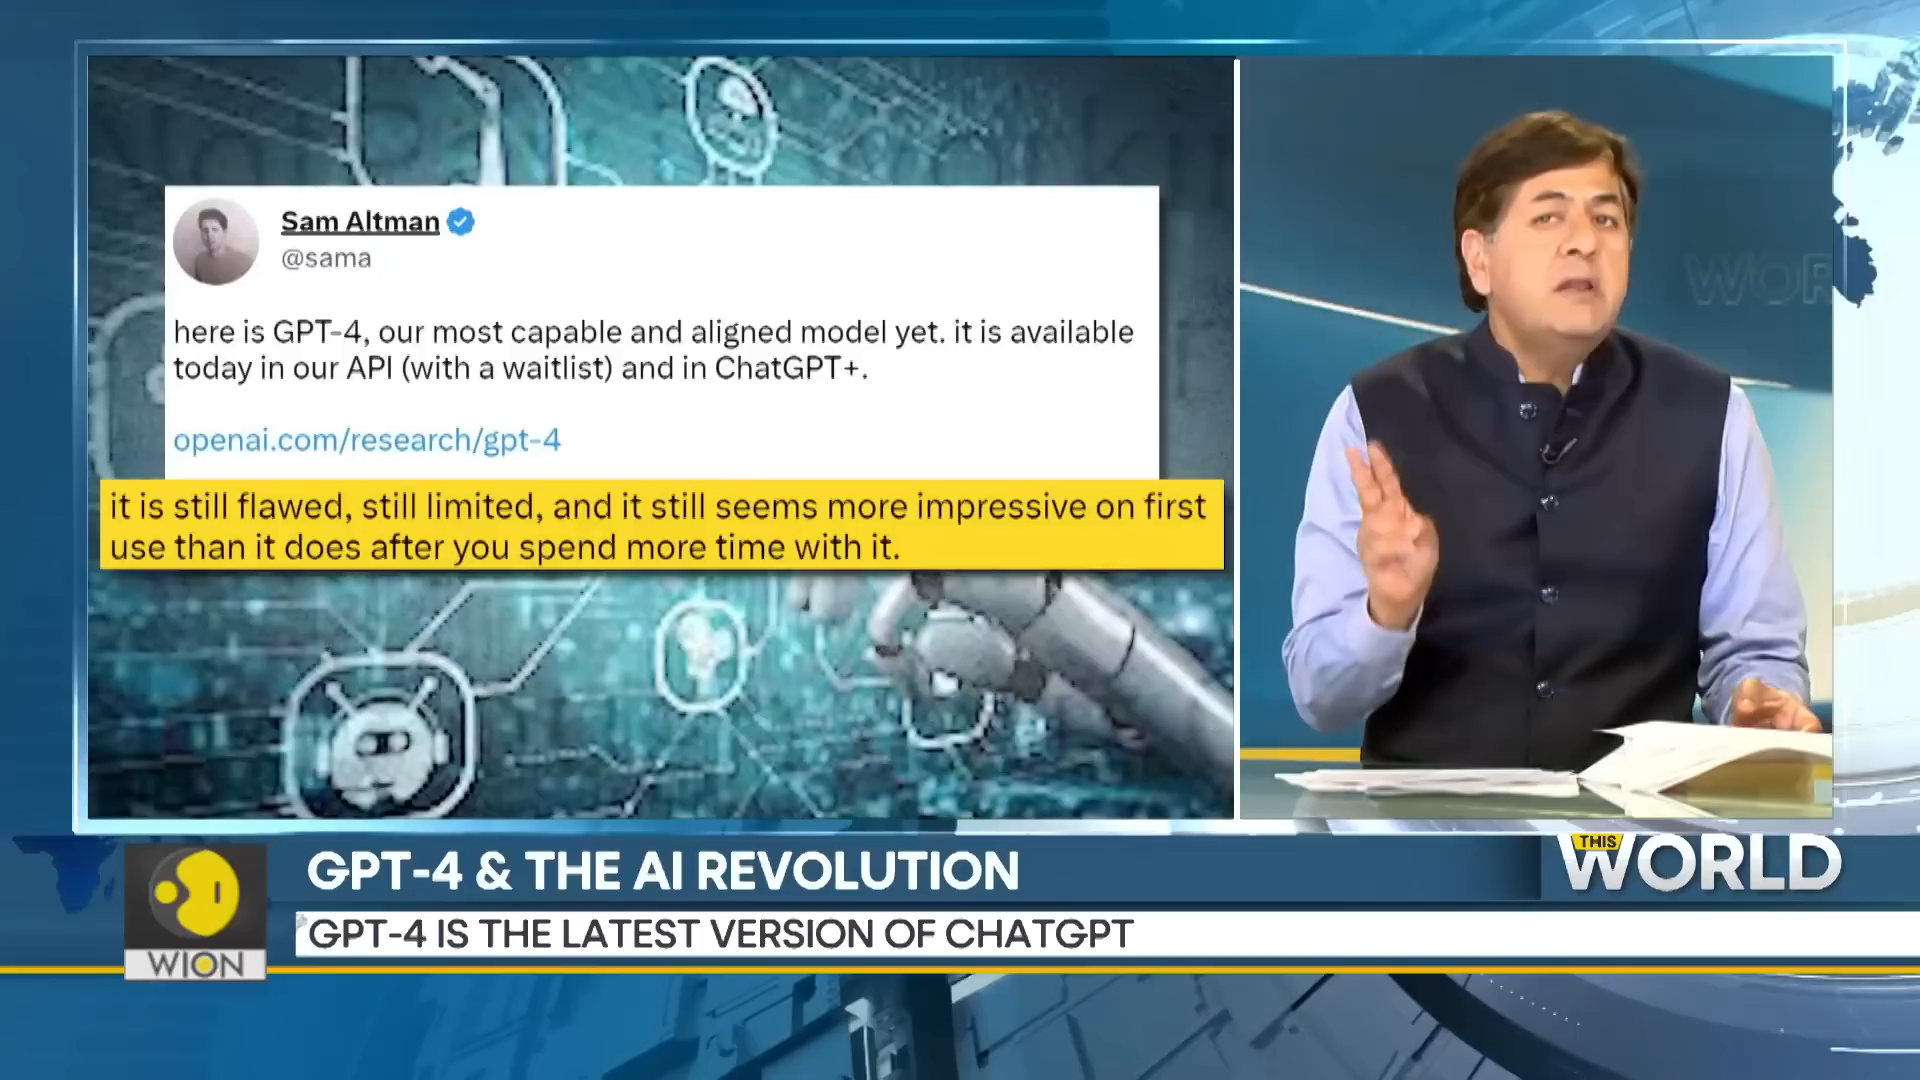 Sam Altman
@sama
here is GPT-4, our most capable and aligned model yet. it is available
today in our API (with a waitlist) and in ChatGPT+.
openai.com/research/gpt-4
it is still flawed, still limited, and it still seems more impressive on first
use than it does after you spend more time with it.
WOR
GPT-4 & THE AI REVOLUTION
THIS
WORLD
GPT-4 IS THE LATEST VERSION OF CHATGPT
WION